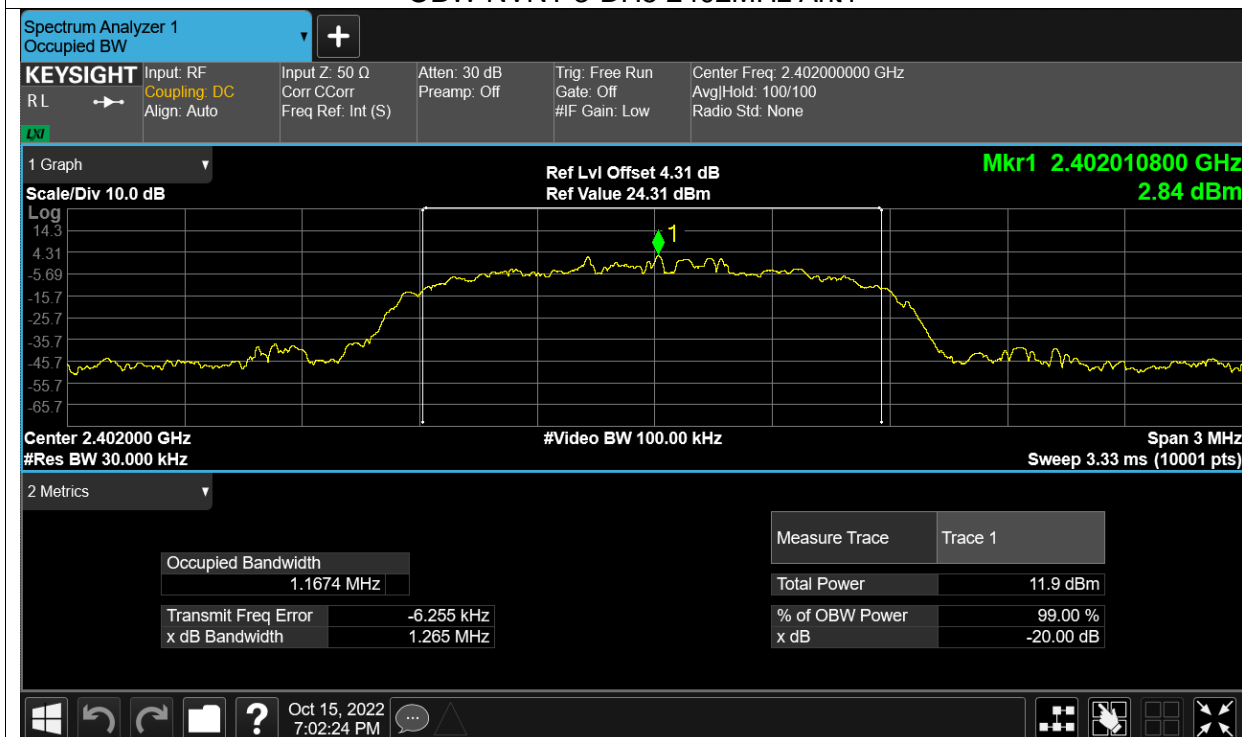 Spectrum Analyzer 1
Occupied BW
KEYSIGHT
R L
LXI
Input: RF
Coupling: DC
Align: Auto
Input Z: 50 Ω
Corr CCorr
Freq Ref: Int (S)
Atten: 30 dB
Preamp: Off
Trig: Free Run
Gate: Off
#IF Gain: Low
Center Freq: 2.402000000 GHz
Avg|Hold: 100/100
Radio Std: None
1 Graph
Scale/Div 10.0 dB
Ref Lvl Offset 4.31 dB
Ref Value 24.31 dBm
Mkr1 2.402010800 GHz
2.84 dBm
Log
14.3
4.31
-5.69
-15.7
-25.7
-35.7
-45.7
-55.7
-65.7
1
Center 2.402000 GHz
#Video BW 100.00 kHz
Span 3 MHz
#Res BW 30.000 kHz
Sweep 3.33 ms (10001 pts)
2 Metrics
Measure Trace Trace 1
Occupied Bandwidth
1.1674 MHz
Total Power 11.9 dBm
Transmit Freq Error -6.255 kHz
% of OBW Power 99.00 %
x dB Bandwidth 1.265 MHz
x dB -20.00 dB
Oct 15, 2022
7:02:24 PM